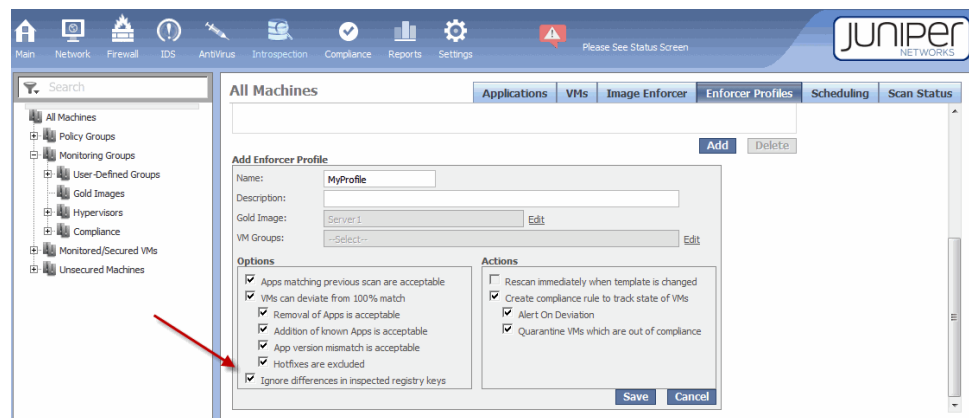 Main Network Firewall IDS AntiVirus Introspection Compliance Reports Settings
Please See Status Screen
JUNIPER
NETWORKS
Search
All Machines
Policy Groups
Monitoring Groups
User-Defined Groups
Gold Images
Hypervisors
Compliance
Monitored/Secured VMs
Unsecured Machines
All Machines
Applications VMs Image Enforcer Enforcer Profiles Scheduling Scan Status
Add Delete
Add Enforcer Profile
Name: MyProfile
Description:
Gold Image: Server1 Edit
VM Groups: --Select-- Edit
Options
Apps matching previous scan are acceptable
VMs can deviate from 100% match
Removal of Apps is acceptable
Addition of known Apps is acceptable
App version mismatch is acceptable
Hotfixes are excluded
Ignore differences in inspected registry keys
Actions
Rescan immediately when template is changed
Create compliance rule to track state of VMs
Alert On Deviation
Quarantine VMs which are out of compliance
Save Cancel